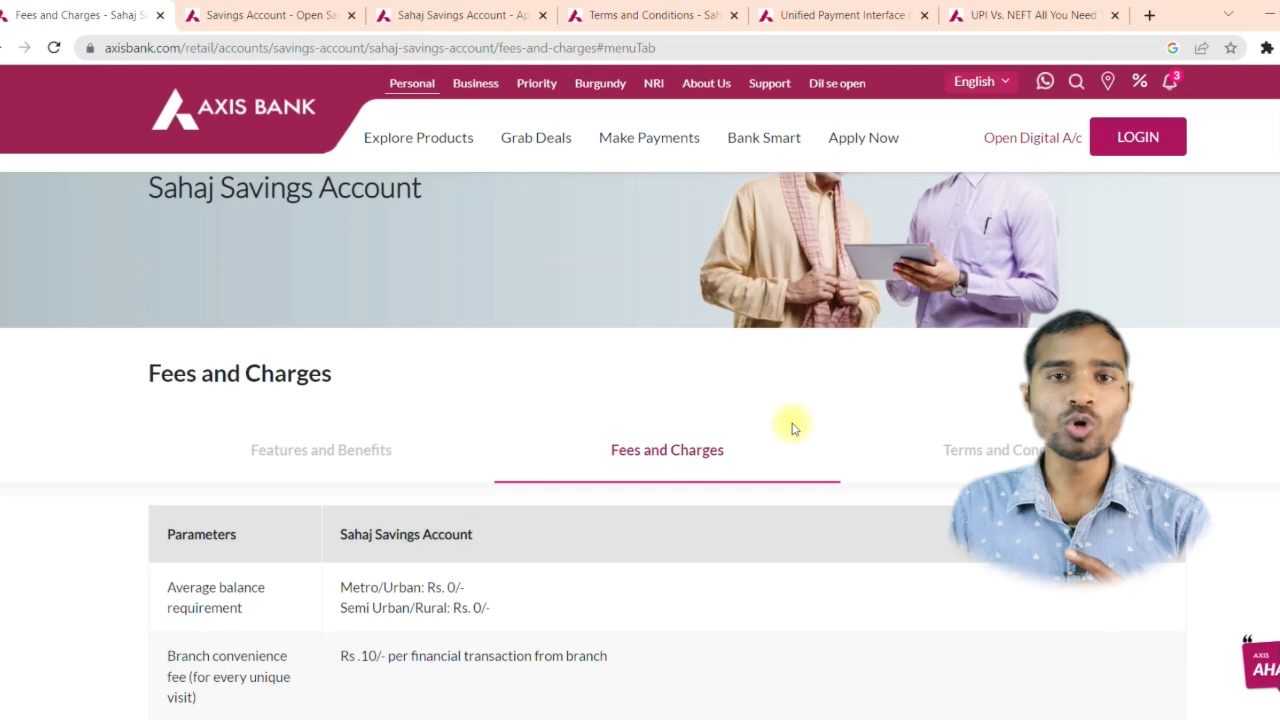 Fees and Charges - Sahaj S
Savings Account - Open Sa
Sahaj Savings Account - Ap
Terms and Conditions - Sah
Unified Payment Interface
UPI Vs. NEFT All You Need
axisbank.com/retail/accounts/savings-account/sahaj-savings-account/fees-and-charges#menuTab
Personal Business Priority Burgundy NRI About Us Support Dil se open English % 3
AXIS BANK
Explore Products Grab Deals Make Payments Bank Smart Apply Now Open Digital A/c LOGIN
Sahaj Savings Account
Fees and Charges
Features and Benefits Fees and Charges Terms and Con
Parameters Sahaj Savings Account
Average balance
requirement
Metro/Urban: Rs. 0/-
Semi Urban/Rural: Rs. 0/-
Branch convenience
fee (for every unique
visit)
Rs .10/- per financial transaction from branch
AXIS
AHA